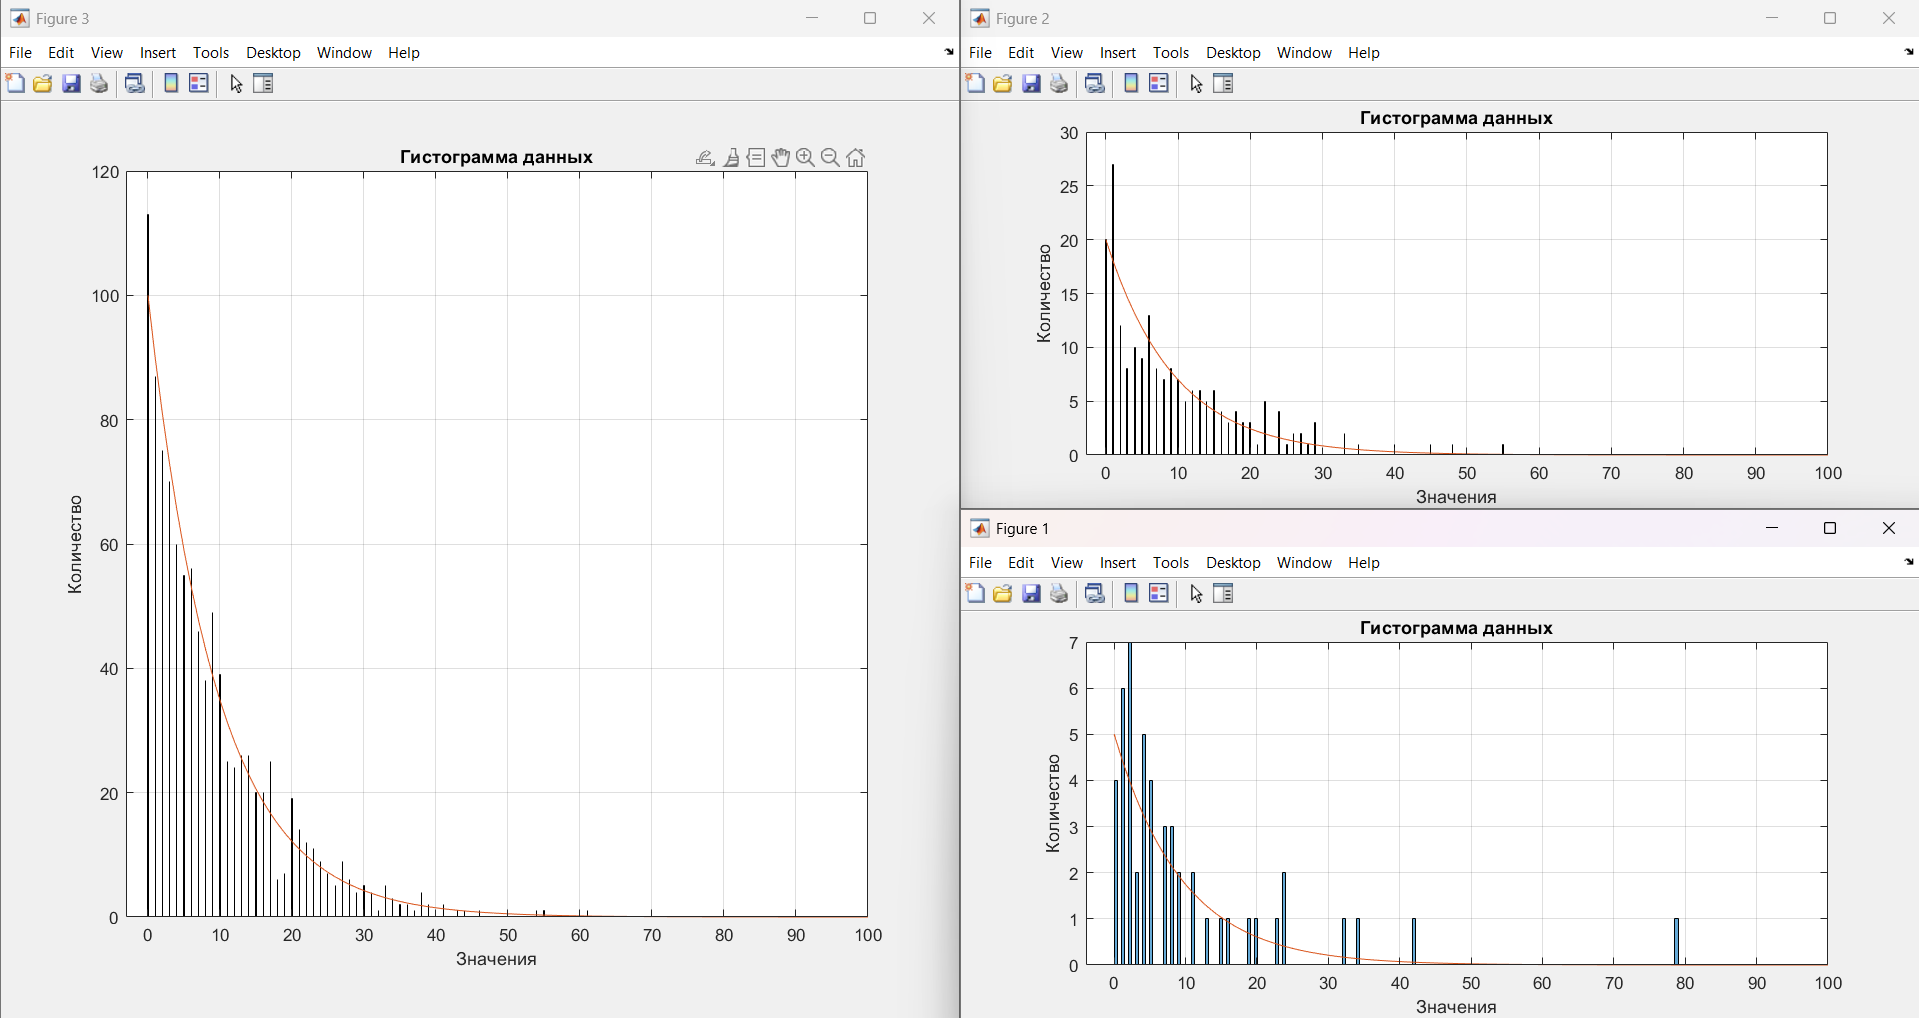 Figure 3
File Edit View Insert Tools Desktop Window Help
Гистограмма данных
120
100
80
60
40
20
0
Количество
0 10 20 30 40 50 60 70 80 90 100
Значения
Figure 2
File Edit View Insert Tools Desktop Window Help
Гистограмма данных
30
25
20
15
10
5
0
Количество
0 10 20 30 40 50 60 70 80 90 100
Значения
Figure 1
File Edit View Insert Tools Desktop Window Help
Гистограмма данных
7
6
5
4
3
2
1
0
Количество
0 10 20 30 40 50 60 70 80 90 100
Значения